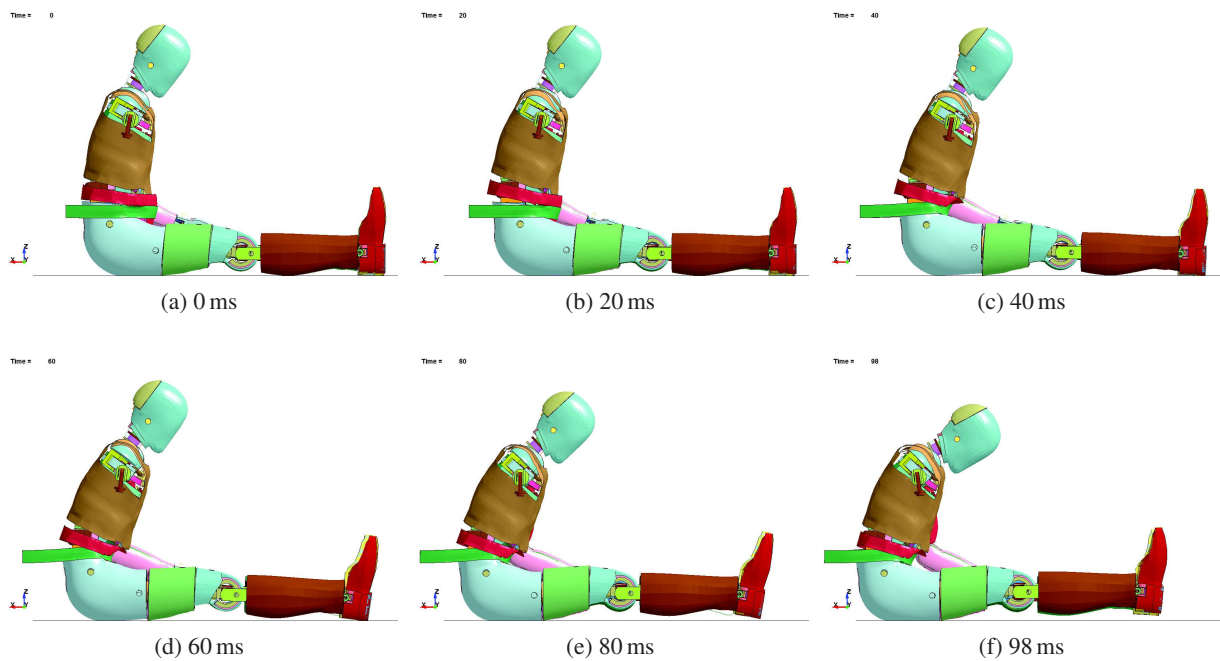 Time = 0
Time = 20
Time = 40
Z
X Y
Z
X Y
Z
X Y
(a) 0 ms
(b) 20 ms
(c) 40 ms
Time = 60
Time = 80
Time = 98
Z
X Y
Z
X Y
Z
X Y
(d) 60 ms
(e) 80 ms
(f) 98 ms